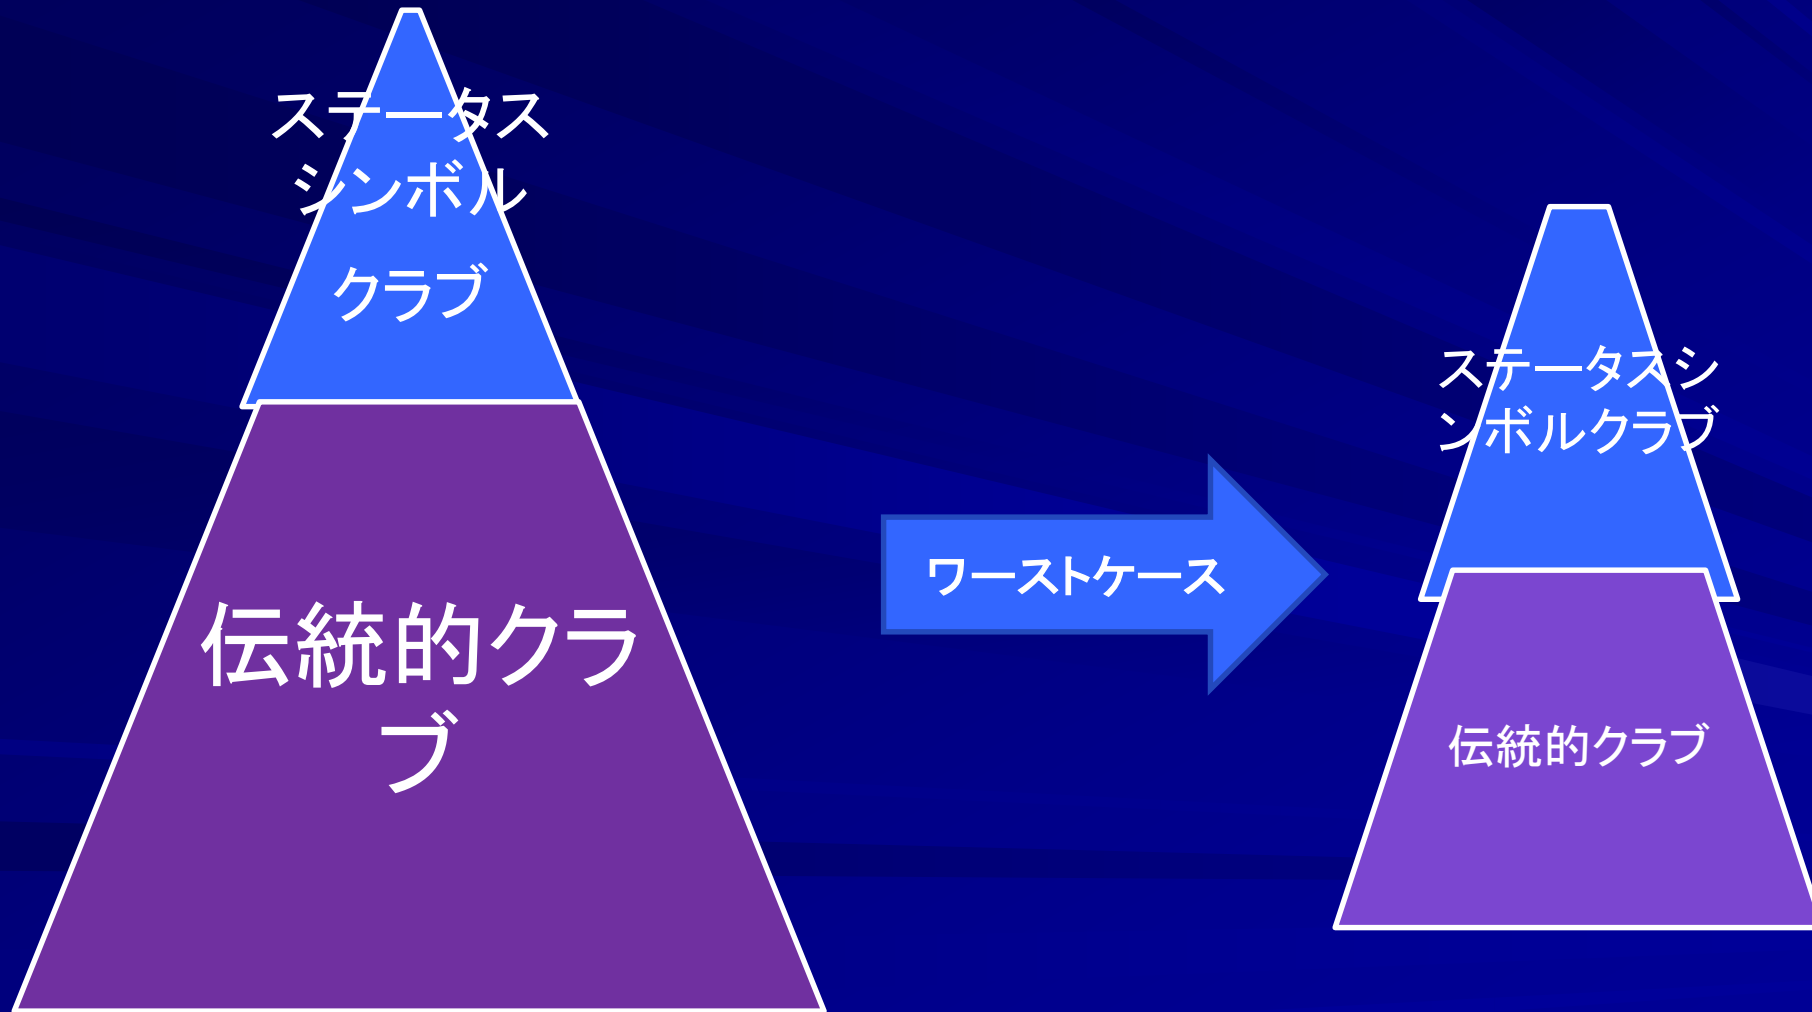 ステータス
シンボル
クラブ
伝統的クラ
ブ
ワーストケース
ステータスシ
ンボルクラブ
伝統的クラブ